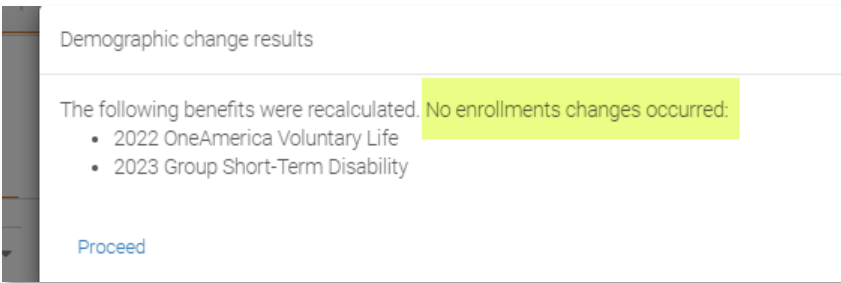 Demographic change results
The following benefits were recalculated. No enrollments changes occurred:
• 2022 OneAmerica Voluntary Life
• 2023 Group Short-Term Disability
Proceed